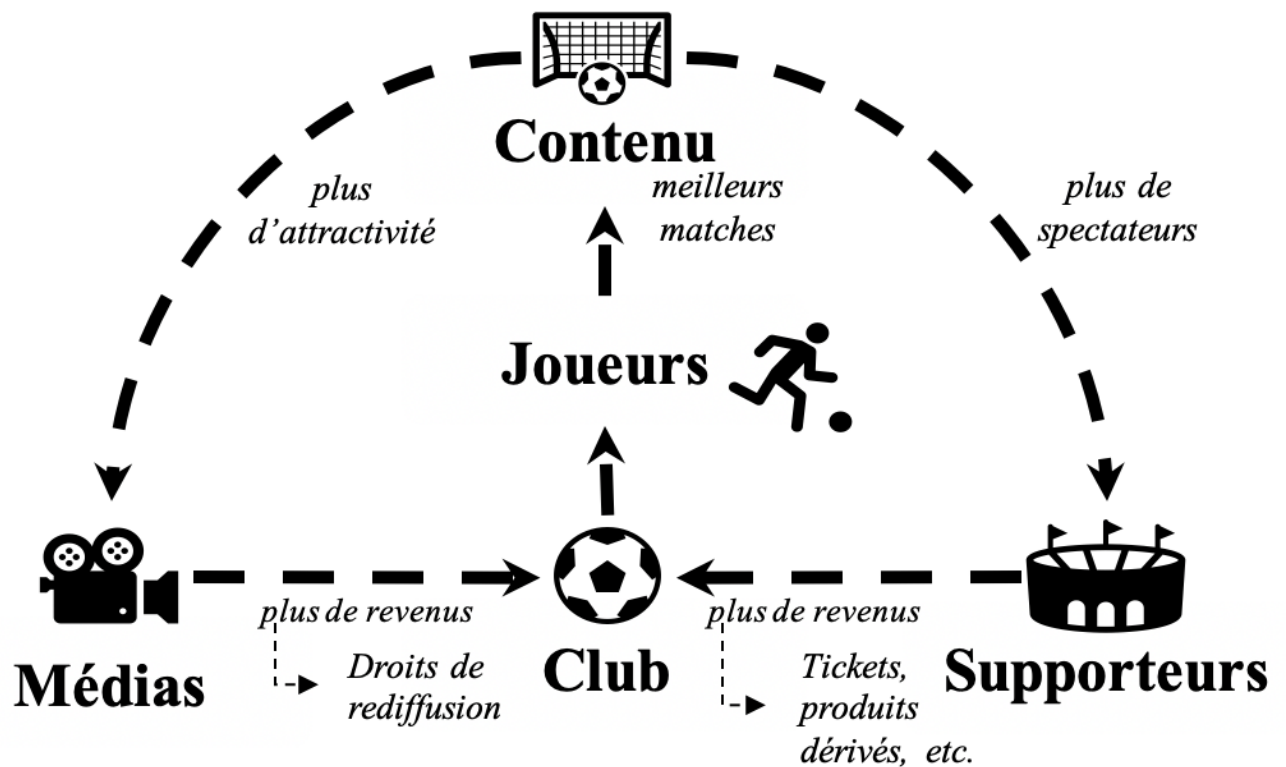 Contenu
plus
d’attractivité
meilleurs
matches
plus de
spectateurs
Joueurs
plus de revenus
plus de revenus
Médias
Droits de
rediffusion
Club
Tickets,
produits
dérivés, etc.
Supporteurs